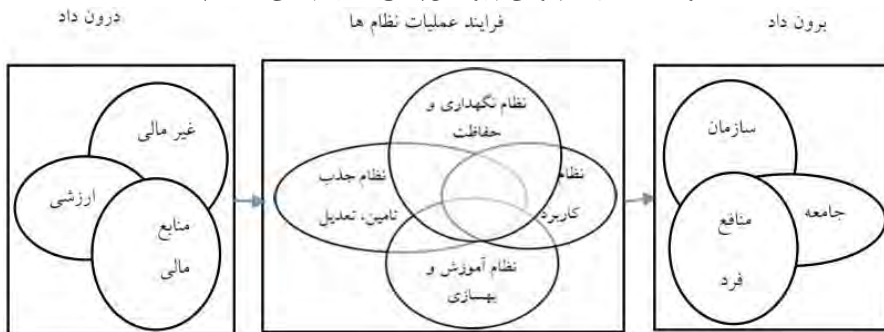 درون داد
فرایند عملیات نظام ها
برون داد
غیر مالی
ارزشی
منابع
مالی
نظام نگهداری و
حفاظت
نظام جذب
تامین، تعدیل
نظام
کاربرد
نظام آموزش و
بهسازی
سازمان
جامعه
منافع
فرد